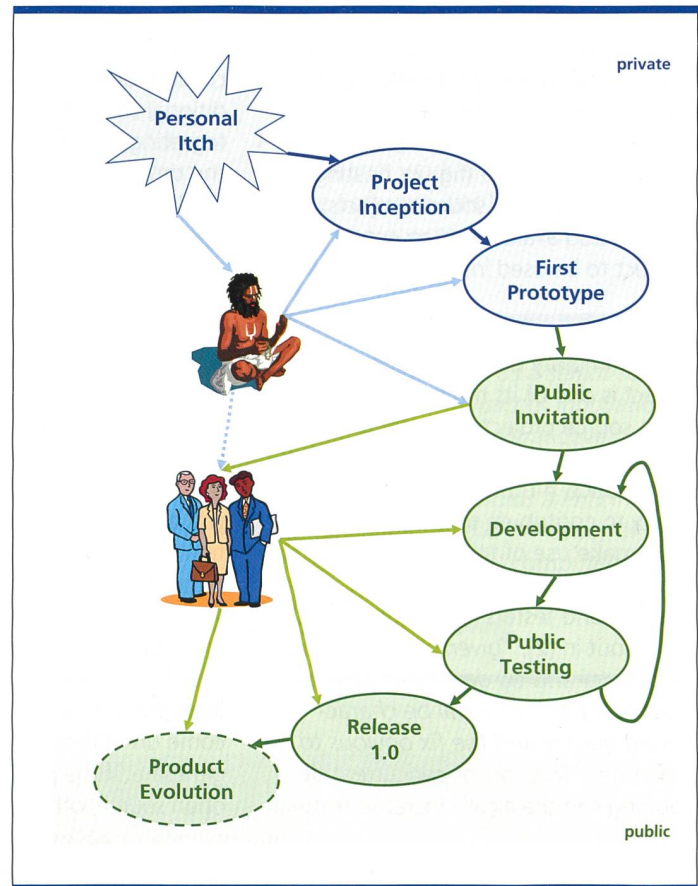 private
Personal
Itch
Project
Inception
First
Prototype
Public
Invitation
Development
Public
Testing
Release
1.0
Product
Evolution
public